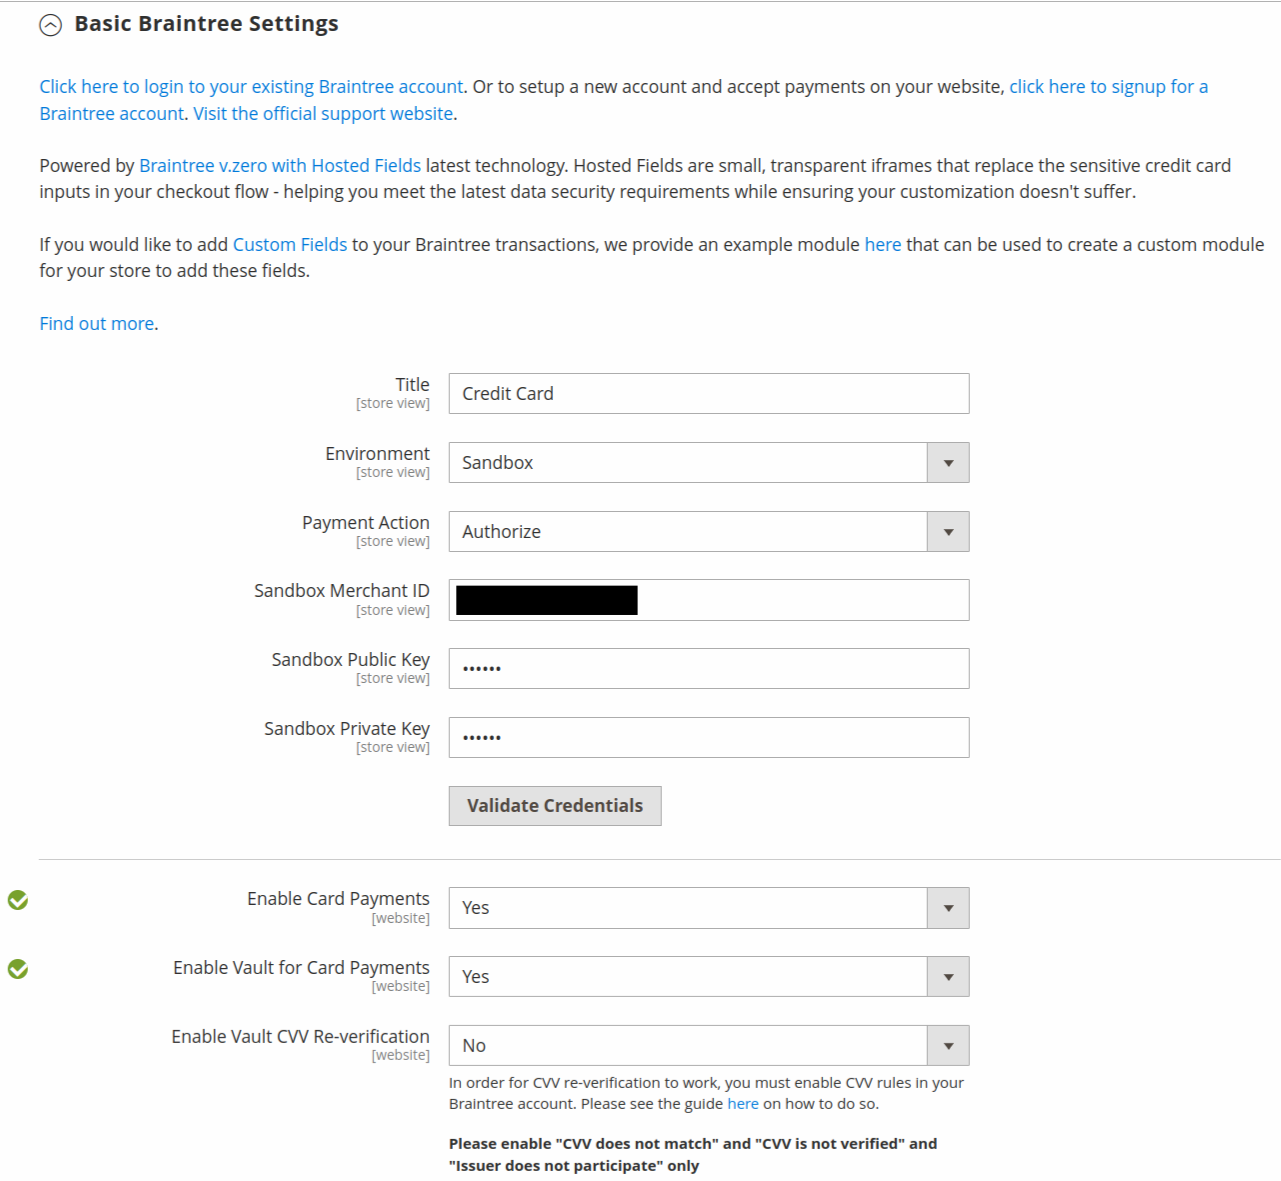 Basic Braintree Settings
Click here to login to your existing Braintree account. Or to setup a new account and accept payments on your website, click here to signup for a
Braintree account. Visit the official support website.
Powered by Braintree v.zero with Hosted Fields latest technology. Hosted Fields are small, transparent iframes that replace the sensitive credit card
inputs in your checkout flow - helping you meet the latest data security requirements while ensuring your customization doesn't suffer.
If you would like to add Custom Fields to your Braintree transactions, we provide an example module here that can be used to create a custom module
for your store to add these fields.
Find out more.
Title
[store view]
Credit Card
Environment
[store view]
Sandbox
Payment Action
[store view]
Authorize
Sandbox Merchant ID
[store view]
Sandbox Public Key
[store view]
••••••
Sandbox Private Key
[store view]
••••••
Validate Credentials
Enable Card Payments
[website]
Yes
Enable Vault for Card Payments
[website]
Yes
Enable Vault CVV Re-verification
[website]
No
In order for CVV re-verification to work, you must enable CVV rules in your
Braintree account. Please see the guide here on how to do so.
Please enable "CVV does not match" and "CVV is not verified" and
"Issuer does not participate" only